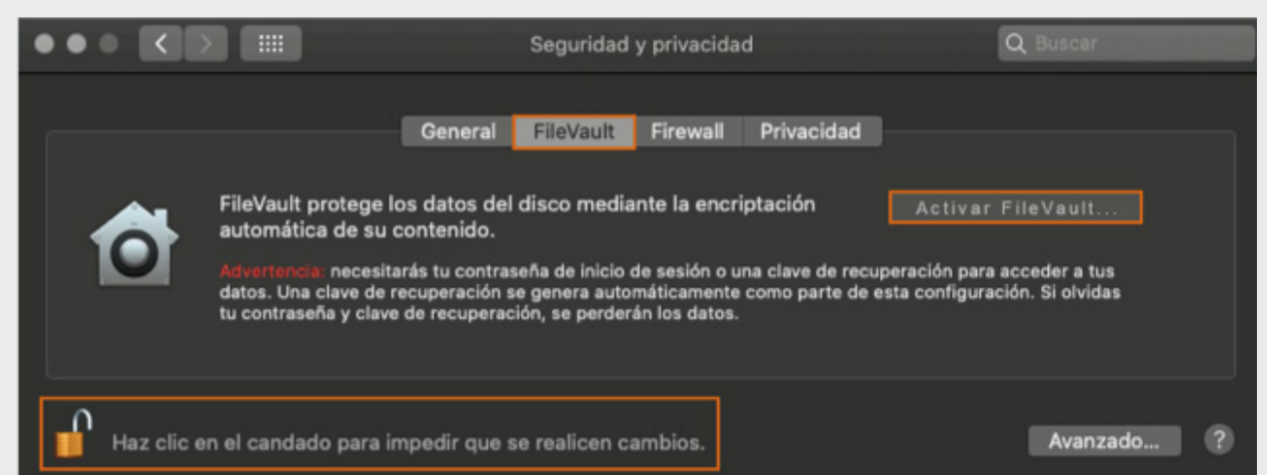 Seguridad y privacidad
Buscar
General FileVault Firewall Privacidad
FileVault protege los datos del disco mediante la encriptación
automática de su contenido.
Activar FileVault...
Advertencia: necesitarás tu contraseña de inicio de sesión o una clave de recuperación para acceder a tus
datos. Una clave de recuperación se genera automáticamente como parte de esta configuración. Si olvidas
tu contraseña y clave de recuperación, se perderán los datos.
Haz clic en el candado para impedir que se realicen cambios.
Avanzado... ?